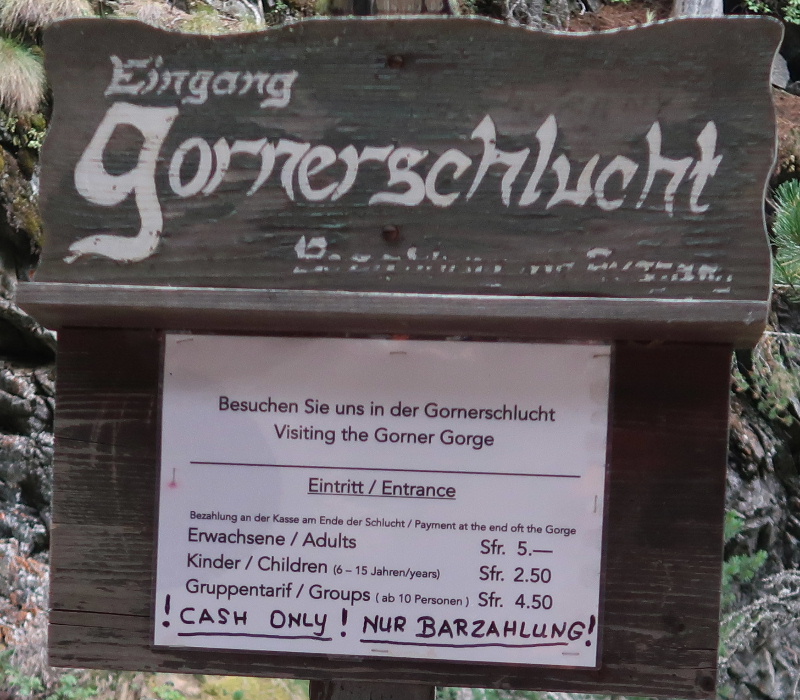 Eingang
Gornerschlucht
Besuchen Sie uns in der Gornerschlucht
Visiting the Gorner Gorge
Eintritt / Entrance
Bezahlung an der Kasse am Ende der Schlucht / Payment at the end oft the Gorge
Erwachsene / Adults Sfr. 5.—
Kinder / Children (6 – 15 Jahren/years) Sfr. 2.50
Gruppentarif / Groups ( ab 10 Personen ) Sfr. 4.50
! CASH ONLY ! NUR BARZAHLUNG!